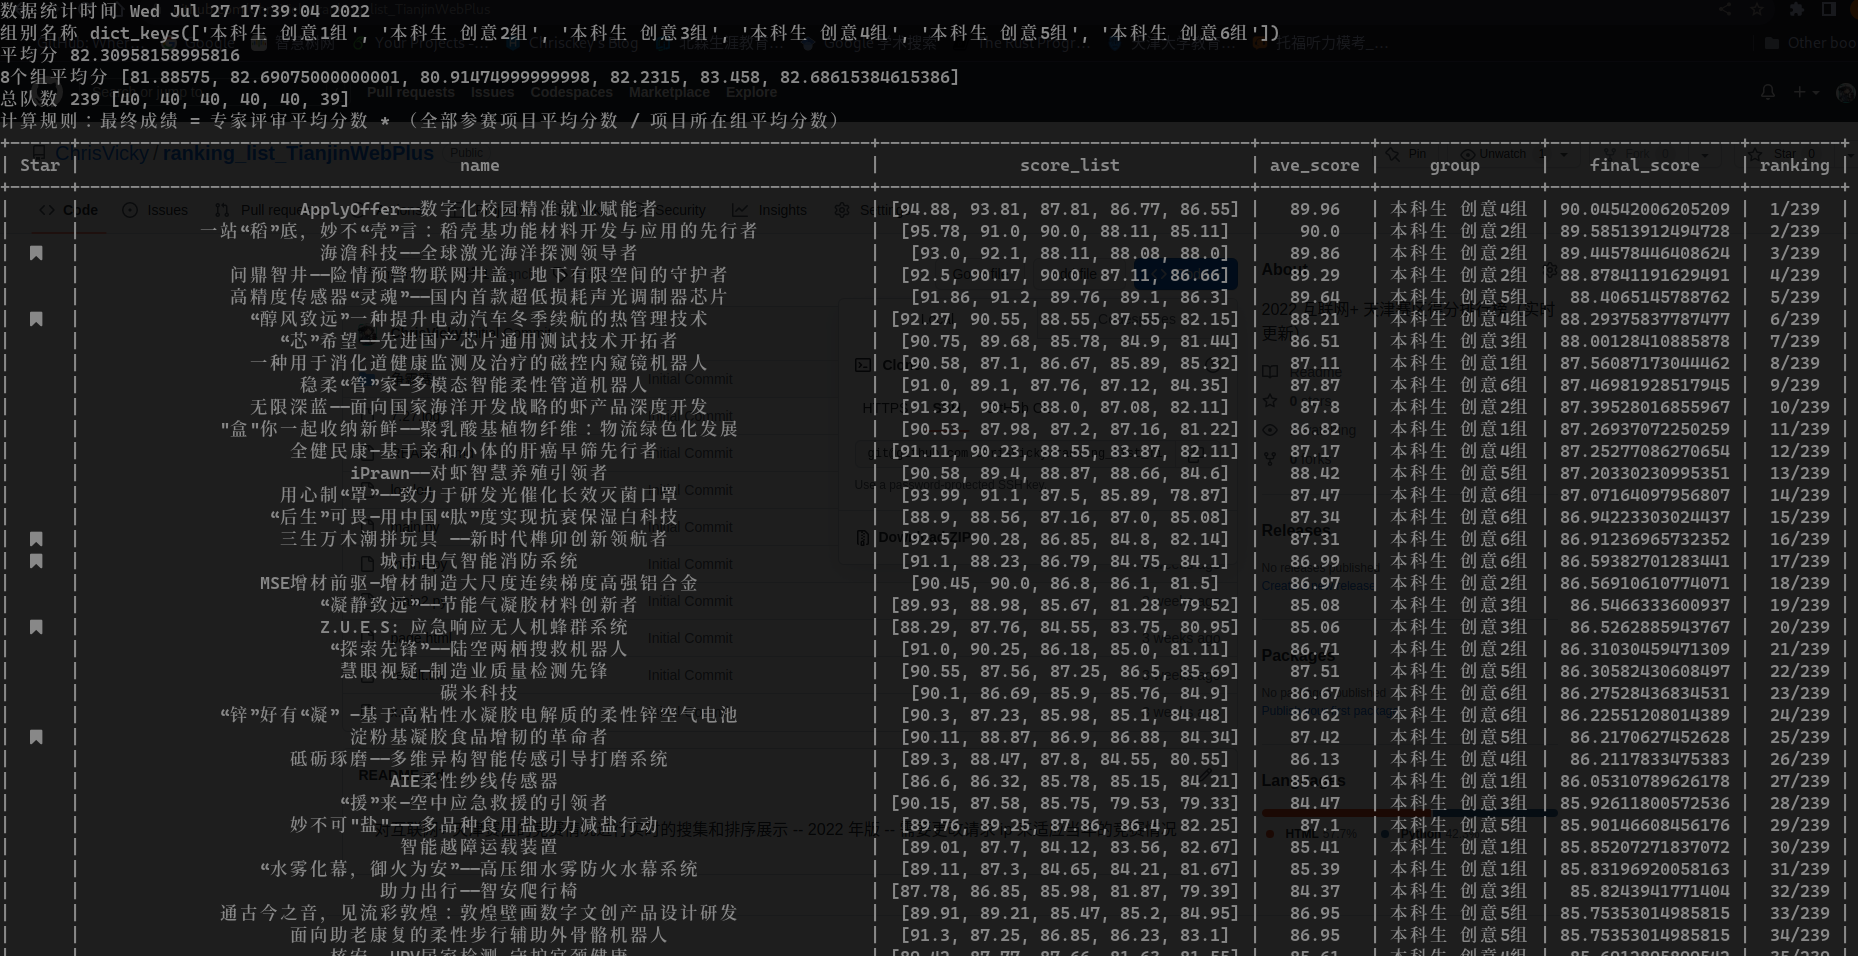 数据统计时间 Wed Jul 27 17:39:04 2022
组别名称 dict_keys(['本科生 创意1组', '本科生 创意2组', '本科生 创意3组', '本科生 创意4组', '本科生 创意5组', '本科生 创意6组'])
平均分 82.30958158995816
8个组平均分 [81.88575, 82.69075000000001, 80.91474999999998, 82.2315, 83.458, 82.68615384615386]
总队数 239 [40, 40, 40, 40, 40, 39]
计算规则：最终成绩 = 专家评审平均分数 * （全部参赛项目平均分数 / 项目所在组平均分数）
| Star | name | score_list | ave_score | group | final_score | ranking |
| ApplyOffer——数字化校园精准就业赋能者 | [94.88, 93.81, 87.81, 86.77, 86.55] | 89.96 | 本科生 创意4组 | 90.04542006205209 | 1/239 |
| 一站“稻”底，妙不“壳”言：稻壳基功能材料开发与应用的先行者 | [95.78, 91.0, 90.0, 88.11, 85.11] | 90.0 | 本科生 创意2组 | 89.5851391249​4728 | 2/239 |
| 海澹科技——全球激光海洋探测领导者 | [93.0, 92.1, 88.11, 88.08, 88.0] | 89.86 | 本科生 创意2组 | 89.44578446408624 | 3/239 |
| 问鼎智井——险情预警物联网井盖，地下有限空间的守护者 | [92.5, 90.17, 90.0, 87.11, 86.66] | 89.29 | 本科生 创意2组 | 88.87841191629491 | 4/239 |
| 高精度传感器“灵魂”——国内首款超低损耗声光调制器芯片 | [91.86, 91.2, 89.76, 89.1, 86.3] | 89.64 | 本科生 创意5组 | 88.4065145788762 | 5/239 |
| “醇风致远”一种提升电动汽车冬季续航的热管理技术 | [92.27, 90.55, 88.55, 87.55, 82.15] | 88.21 | 本科生 创意4组 | 88.29375837787477 | 6/239 |
| “芯”希望——先进国产芯片通用测试技术开拓者 | [90.75, 89.68, 85.78, 84.9, 81.44] | 86.51 | 本科生 创意3组 | 88.00128410885878 | 7/239 |
| 一种用于消化道健康监测及治疗的磁控内窥镜机器人 | [90.58, 87.1, 86.67, 85.89, 85.32] | 87.11 | 本科生 创意1组 | 87.560871730​44462 | 8/239 |
| 稳柔“管”家—多模态智能柔性管道机器人 | [91.0, 89.1, 87.76, 87.12, 84.35] | 87.87 | 本科生 创意6组 | 87.46981928517945 | 9/239 |
| 无限深蓝——面向国家海洋开发战略的虾产品深度开发 | [91.32, 90.5, 88.0, 87.08, 82.11] | 87.8 | 本科生 创意2组 | 87.39528016855967 | 10/239 |
| "盒"你一起收纳新鲜——聚乳酸基植物纤维：物流绿色化发展 | [90.53, 87.98, 87.2, 87.16, 81.22] | 86.82 | 本科生 创意1组 | 87.26937072250259 | 11/239 |
| 全健民康—基于亲和小体的肝癌早筛先行者 | 87.17 | 本科生 创意4组 | 87.25277086270654 | 12/239 |
| iPrawn——对虾智慧养殖引领者 | [90.58, 89.4, 88.87, 88.66, 84.6] | 88.42 | 本科生 创意5组 | 87.20330230995351 | 13/239 |
| 用心制“罩”——致力于研发光催化长效灭菌口罩 | [93.99, 91.1, 87.5, 85.89, 78.87] | 87.47 | 本科生 创意6组 | 87.07164097956807 | 14/239 |
| “后生”可畏—用中国“肽”度实现抗衰保湿白科技 | [88.9, 88.56, 87.16, 87.0, 85.08] | 87.34 | 本科生 创意6组 | 86.94223303024437 | 15/239 |
| 三生万木潮拼玩具 ——新时代榫卯创新领航者 | [92.5, 90.28, 86.85, 84.8, 82.14] | 87.31 | 本科生 创意6组 | 86.91236965732352 | 16/239 |
| 城市电气智能消防系统 | [91.1, 88.23, 86.79, 84.75, 84.1] | 86.99 | 本科生 创意6组 | 86.59382701283441 | 17/239 |
| MSE增材前驱—增材制造大尺度连续梯度高强铝合金 | [90.45, 90.0, 86.8, 86.1, 81.5] | 86.97 | 本科生 创意2组 | 86.569106110774071 | 18/239 |
| “凝静致远”——节能气凝胶材料创新者 | [89.93, 88.98, 85.67, 81.28, 79.52] | 85.08 | 本科生 创意3组 | 86.5466333600937 | 19/239 |
| Z.U.E.S: 应急响应无人机蜂群系统 | [88.29, 87.76, 84.55, 83.75, 80.95] | 85.06 | 本科生 创意3组 | 86.5262885943767 | 20/239 |
| “探索先锋”——陆空两栖搜救机器人 | [91.0, 90.25, 86.18, 85.0, 81.11] | 86.71 | 本科生 创意2组 | 86.31030459471309 | 21/239 |
| 慧眼视疑—制造业质量检测先锋 | [90.55, 87.56, 87.25, 86.5, 85.69] | 87.51 | 本科生 创意5组 | 86.30582430608497 | 22/239 |
| 碳米科技 | [90.1, 86.69, 85.9, 85.76, 84.9] | 86.67 | 本科生 创意6组 | 86.27528436834531 | 23/239 |
| “锌”好有“凝” —基于高粘性水凝胶电解质的柔性锌空气电池 | [90.3, 87.23, 85.98, 85.1, 84.48] | 86.62 | 本科生 创意6组 | 86.22551208014389 | 24/239 |
| 淀粉基凝胶食品增韧的革命者 | [90.11, 88.87, 86.9, 86.88, 84.34] | 87.42 | 本科生 创意5组 | 86.2170627452628 | 25/239 |
| 砥砺琢磨——多维异构智能传感引导打磨系统 | [89.3, 88.47, 87.8, 84.55, 80.55] | 86.13 | 本科生 创意4组 | 86.2117833475383 | 26/239 |
| AIE柔性纱线传感器 | [86.6, 86.32, 85.78, 85.15, 84.21] | 85.61 | 本科生 创意1组 | 86.05310789626178 | 27/239 |
| “援”来—空中应急救援的引领者 | [90.15, 87.58, 85.75, 79.53, 79.33] | 84.47 | 本科生 创意3组 | 85.92611800572536 | 28/239 |
| 妙不可"盐"———多品种食用盐助力减盐行动 | [89.76, 89.25, 87.86, 86.4, 82.25] | 87.1 | 本科生 创意5组 | 85.90146608456176 | 29/239 |
| 智能越障运载装置 | [89.01, 87.7, 84.12, 83.56, 82.67] | 85.41 | 本科生 创意1组 | 85.85207271837072 | 30/239 |
| “水雾化幕，御火为安”——高压细水雾防火水幕系统 | [89.11, 87.3, 84.65, 84.21, 81.67] | 85.39 | 本科生 创意1组 | 85.83196920058163 | 31/239 |
| 助力出行——智安爬行椅 | [87.78, 86.85, 85.98, 81.87, 79.39] | 84.37 | 本科生 创意3组 | 85.82439417​71404 | 32/239 |
| 通古今之音，见流彩敦煌：敦煌壁画数字文创产品设计研发 | [89.91, 89.21, 85.47, 85.2, 84.95] | 86.95 | 本科生 创意5组 | 85.75353014985815 | 33/239 |
| 面向助老康复的柔性步行辅助外骨骼机器人 | [91.3, 87.25, 86.85, 86.23, 83.1] | 86.95 | 本科生 创意5组 | 85.75353014985815 | 34/239 |